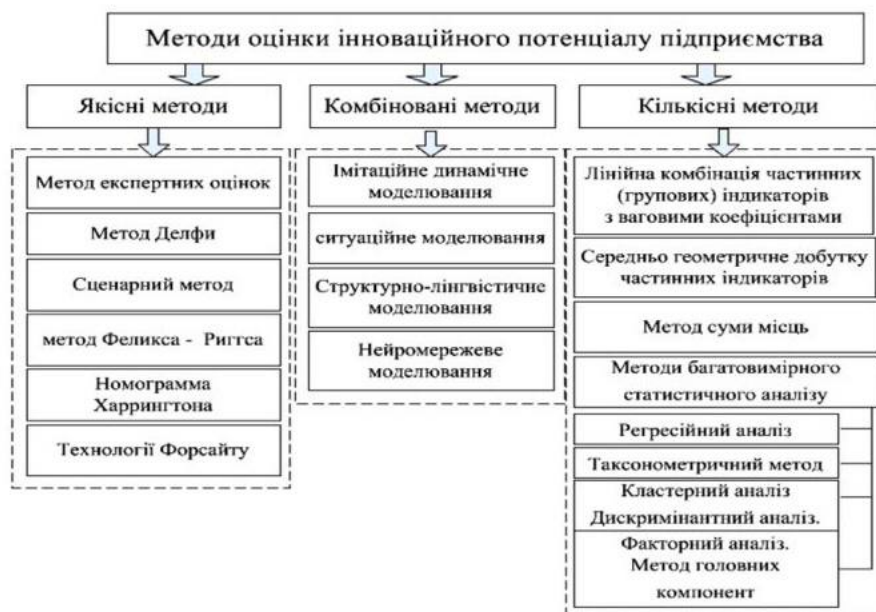 Методи оцінки інноваційного потенціалу підприємства
Якісні методи
Комбіновані методи
Кількісні методи
Метод експертних оцінок
Метод Делфи
Сценарний метод
метод Феликса - Риггса
Номограмма
Харрингтона
Технології Форсайту
Імітаційне динамічне
моделювання
ситуаційне моделювання
Структурно-лінгвістичне
моделювання
Нейромережеве
моделювання
Лінійна комбінація частинних
(групових) індикаторів
з ваговими коефіцієнтами
Середньо геометричне добутку
частинних індикаторів
Метод суми місць
Методи багатовимірного
статистичного аналізу
Регресійний аналіз
Таксонометричний метод
Кластерний аналіз
Дискримінантний аналіз.
Факторний аналіз.
Метод головних
компонент